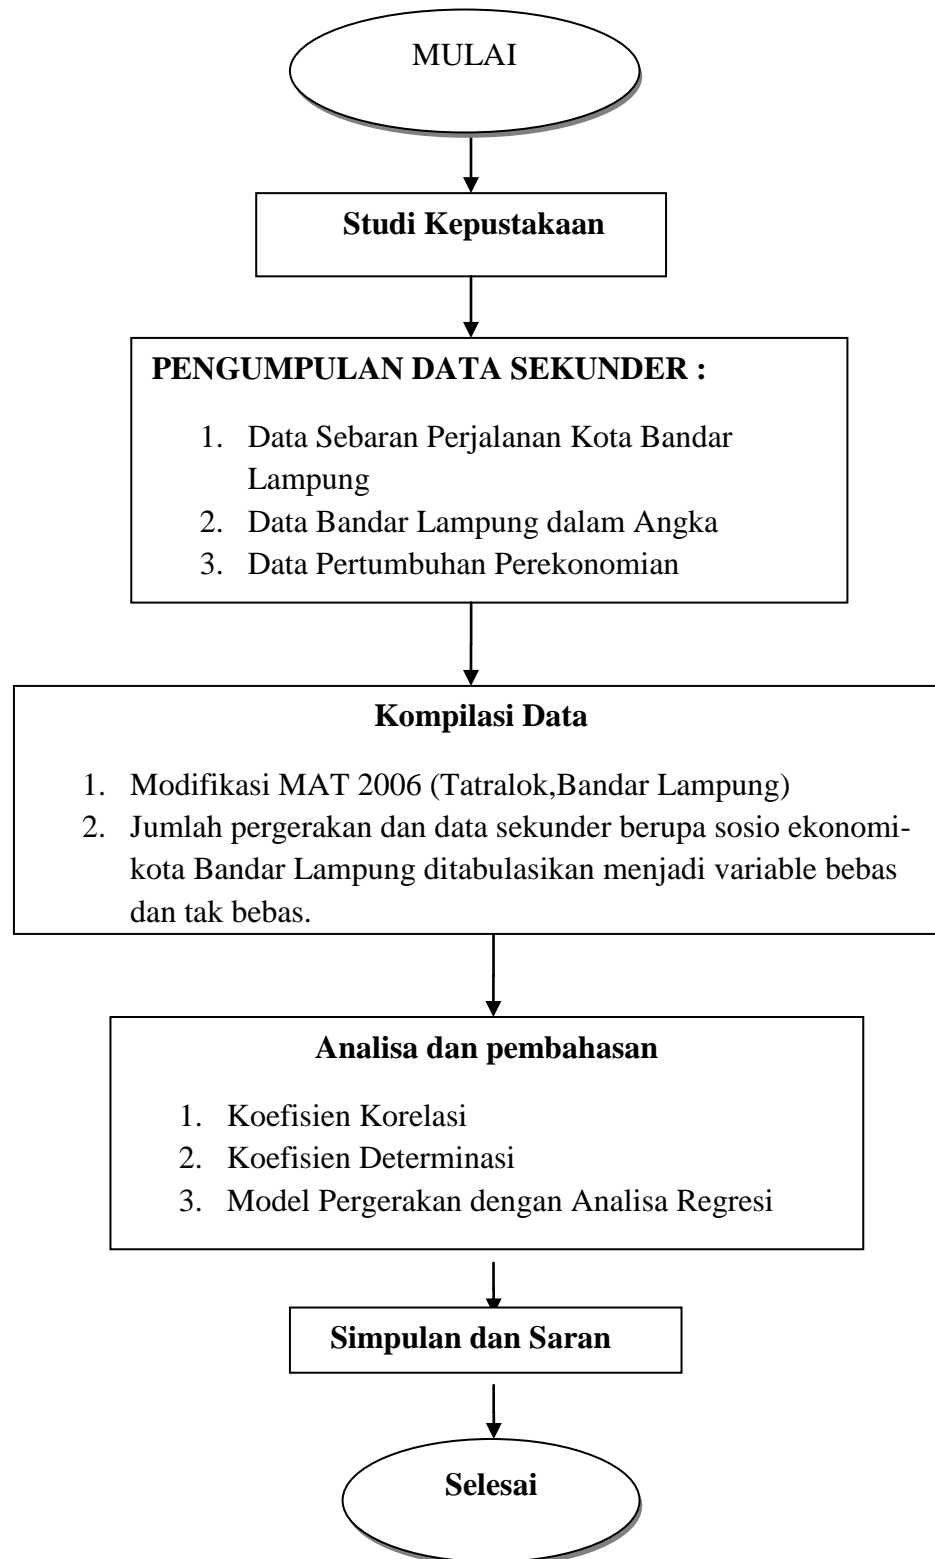 MULAI
Studi Kepustakaan
PENGUMPULAN DATA SEKUNDER :
1. Data Sebaran Perjalanan Kota Bandar
Lampung
2. Data Bandar Lampung dalam Angka
3. Data Pertumbuhan Perekonomian
Kompilasi Data
1. Modifikasi MAT 2006 (Tatralok,Bandar Lampung)
2. Jumlah pergerakan dan data sekunder berupa sosio ekonomi-
kota Bandar Lampung ditabulasikan menjadi variable bebas
dan tak bebas.
Analisa dan pembahasan
1. Koefisien Korelasi
2. Koefisien Determinasi
3. Model Pergerakan dengan Analisa Regresi
Simpulan dan Saran
Selesai